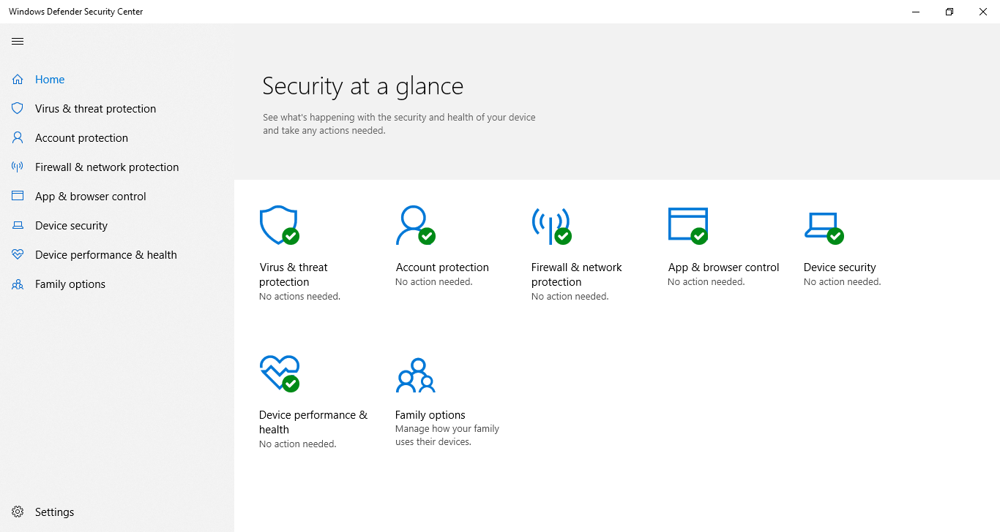 Windows Defender Security Center
Home
Virus & threat protection
Account protection
Firewall & network protection
App & browser control
Device security
Device performance & health
Family options
Settings
Security at a glance
See what's happening with the security and health of your device
and take any actions needed.
Virus & threat
protection
No actions needed.
Account protection
No action needed.
Firewall & network
protection
No action needed.
App & browser control
No action needed.
Device security
No action needed.
Device performance &
health
No action needed.
Family options
Manage how your family
uses their devices.